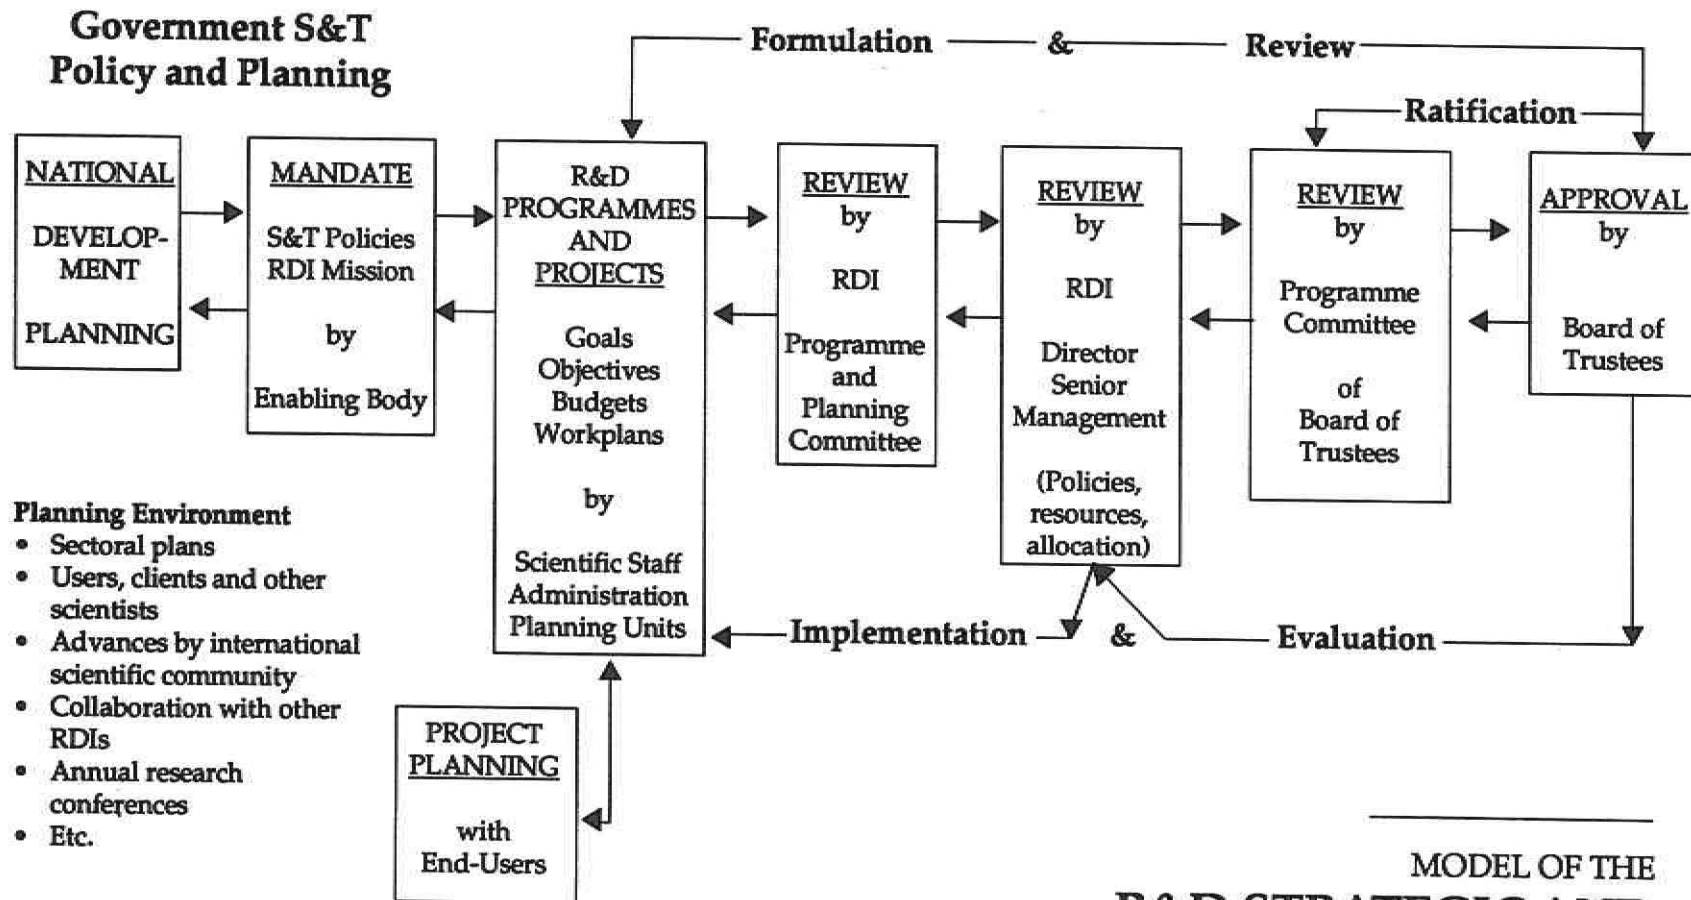 Government S&T
Policy and Planning
Formulation & Review
Ratification
NATIONAL
DEVELOP-
MENT
PLANNING
MANDATE
S&T Policies
RDI Mission
by
Enabling Body
R&D
PROGRAMMES
AND
PROJECTS
Goals
Objectives
Budgets
Workplans
by
Scientific Staff
Administration
Planning Units
REVIEW
by
RDI
Programme
and
Planning
Committee
REVIEW
by
RDI
Director
Senior
Management
(Policies,
resources,
allocation)
REVIEW
by
Programme
Committee
of
Board of
Trustees
APPROVAL
by
Board of
Trustees
Implementation & Evaluation
Planning Environment
• Sectoral plans
• Users, clients and other
scientists
• Advances by international
scientific community
• Collaboration with other
RDIs
• Annual research
conferences
• Etc.
PROJECT
PLANNING
with
End-Users
MODEL OF THE
R&D STRATEGIC AND